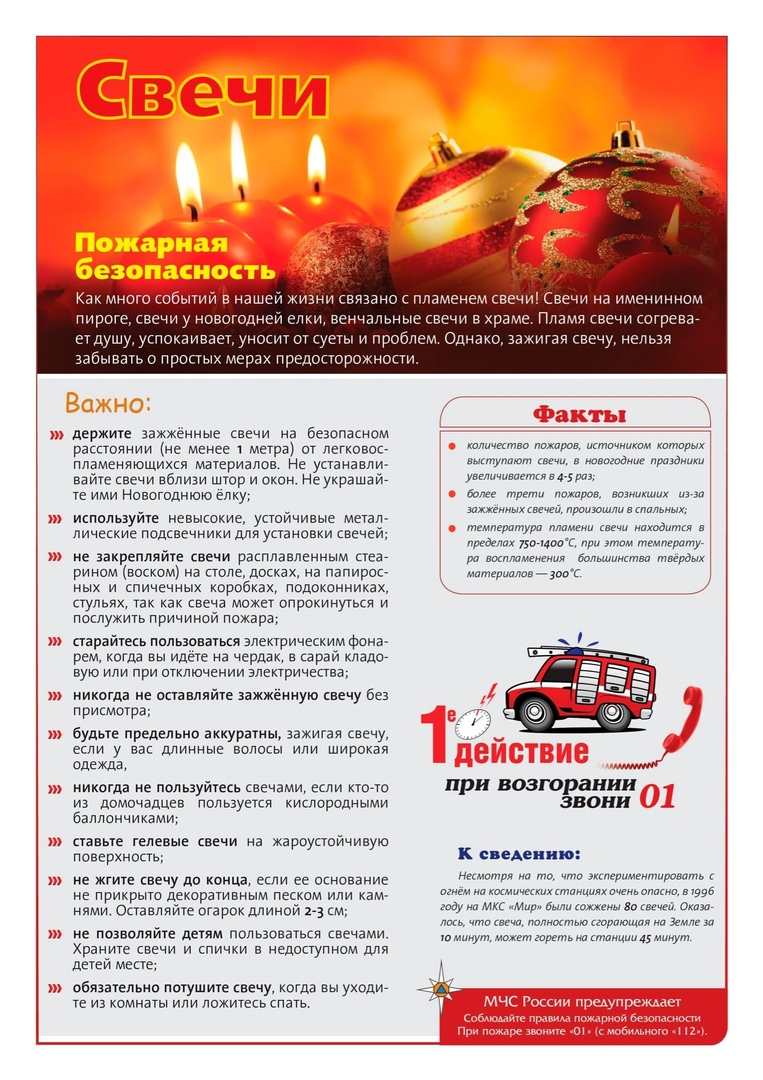 Свечи
Пожарная
безопасность
Как много событий в нашей жизни связано с пламенем свечи! Свечи на именинном
пироге, свечи у новогодней елки, венчальные свечи в храме. Пламя свечи согрева-
ет душу, успокаивает, уносит от суеты и проблем. Однако, зажигая свечу, нельзя
забывать о простых мерах предосторожности.
Важно:
держите зажжённые свечи на безопасном
расстоянии (не менее 1 метра) от легковос-
пламеняющихся материалов. Не устанавли-
вайте свечи вблизи штор и окон. Не украшай-
те ими Новогоднюю ёлку;
используйте невысокие, устойчивые метал-
лические подсвечники для установки свечей;
не закрепляйте свечи расплавленным стеа-
рином (воском) на столе, досках, на папирос-
ных и спичечных коробках, подоконниках,
стульях, так как свеча может опрокинуться и
послужить причиной пожара;
старайтесь пользоваться электрическим фона-
рем, когда вы идёте на чердак, в сарай кладо-
вую или при отключении электричества;
никогда не оставляйте зажжённую свечу без
присмотра;
будьте предельно аккуратны, зажигая свечу,
если у вас длинные волосы или широкая
одежда,
никогда не пользуйтесь свечами, если кто-то
из домочадцев пользуется кислородными
баллончиками;
ставьте гелевые свечи на жароустойчивую
поверхность;
не жгите свечу до конца, если ее основание
не прикрыто декоративным песком или кам-
нями. Оставляйте огарок длиной 2-3 см;
не позволяйте детям пользоваться свечами.
Храните свечи и спички в недоступном для
детей месте;
обязательно потушите свечу, когда вы уходи-
те из комнаты или ложитесь спать.
Факты
количество пожаров, источником которых
выступают свечи, в новогодние праздники
увеличивается в 4-5 раз;
более трети пожаров, возникших из-за
зажжённых свечей, произошли в спальных;
температура пламени свечи находится в
пределах 750-1400°С, при этом температу-
ра воспламенения большинства твёрдых
материалов — 300°С.
1е действие
при возгорании
звони 01
К сведению:
Несмотря на то, что экспериментировать с
огнём на космических станциях очень опасно, в 1996
году на МКС «Мир» были сожжены 80 свечей. Оказа-
лось, что свеча, полностью сгорающая на Земле за
10 минут, может гореть на станции 45 минут.
МЧС России предупреждает
Соблюдайте правила пожарной безопасности
При пожаре звоните «01» (с мобильного «112»).